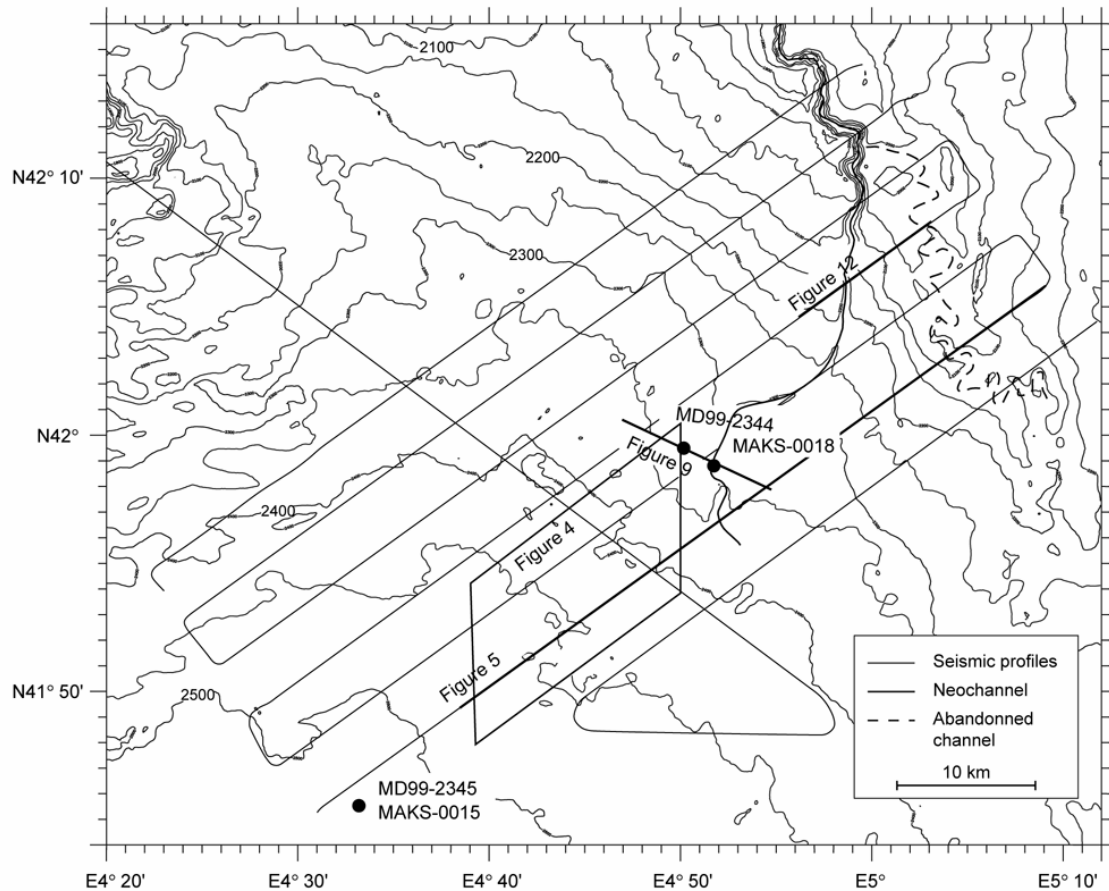 2100
N42° 10'
2200
2300
Figure 12
N42°
MD99-2344
MAKS-0018
Figure 9
2400
Figure 4
Figure 5
N41° 50'
2500
Seismic profiles
Neochannel
Abandonned
channel
10 km
MD99-2345
MAKS-0015
E4° 20'
E4° 30'
E4° 40'
E4° 50'
E5°
E5° 10'